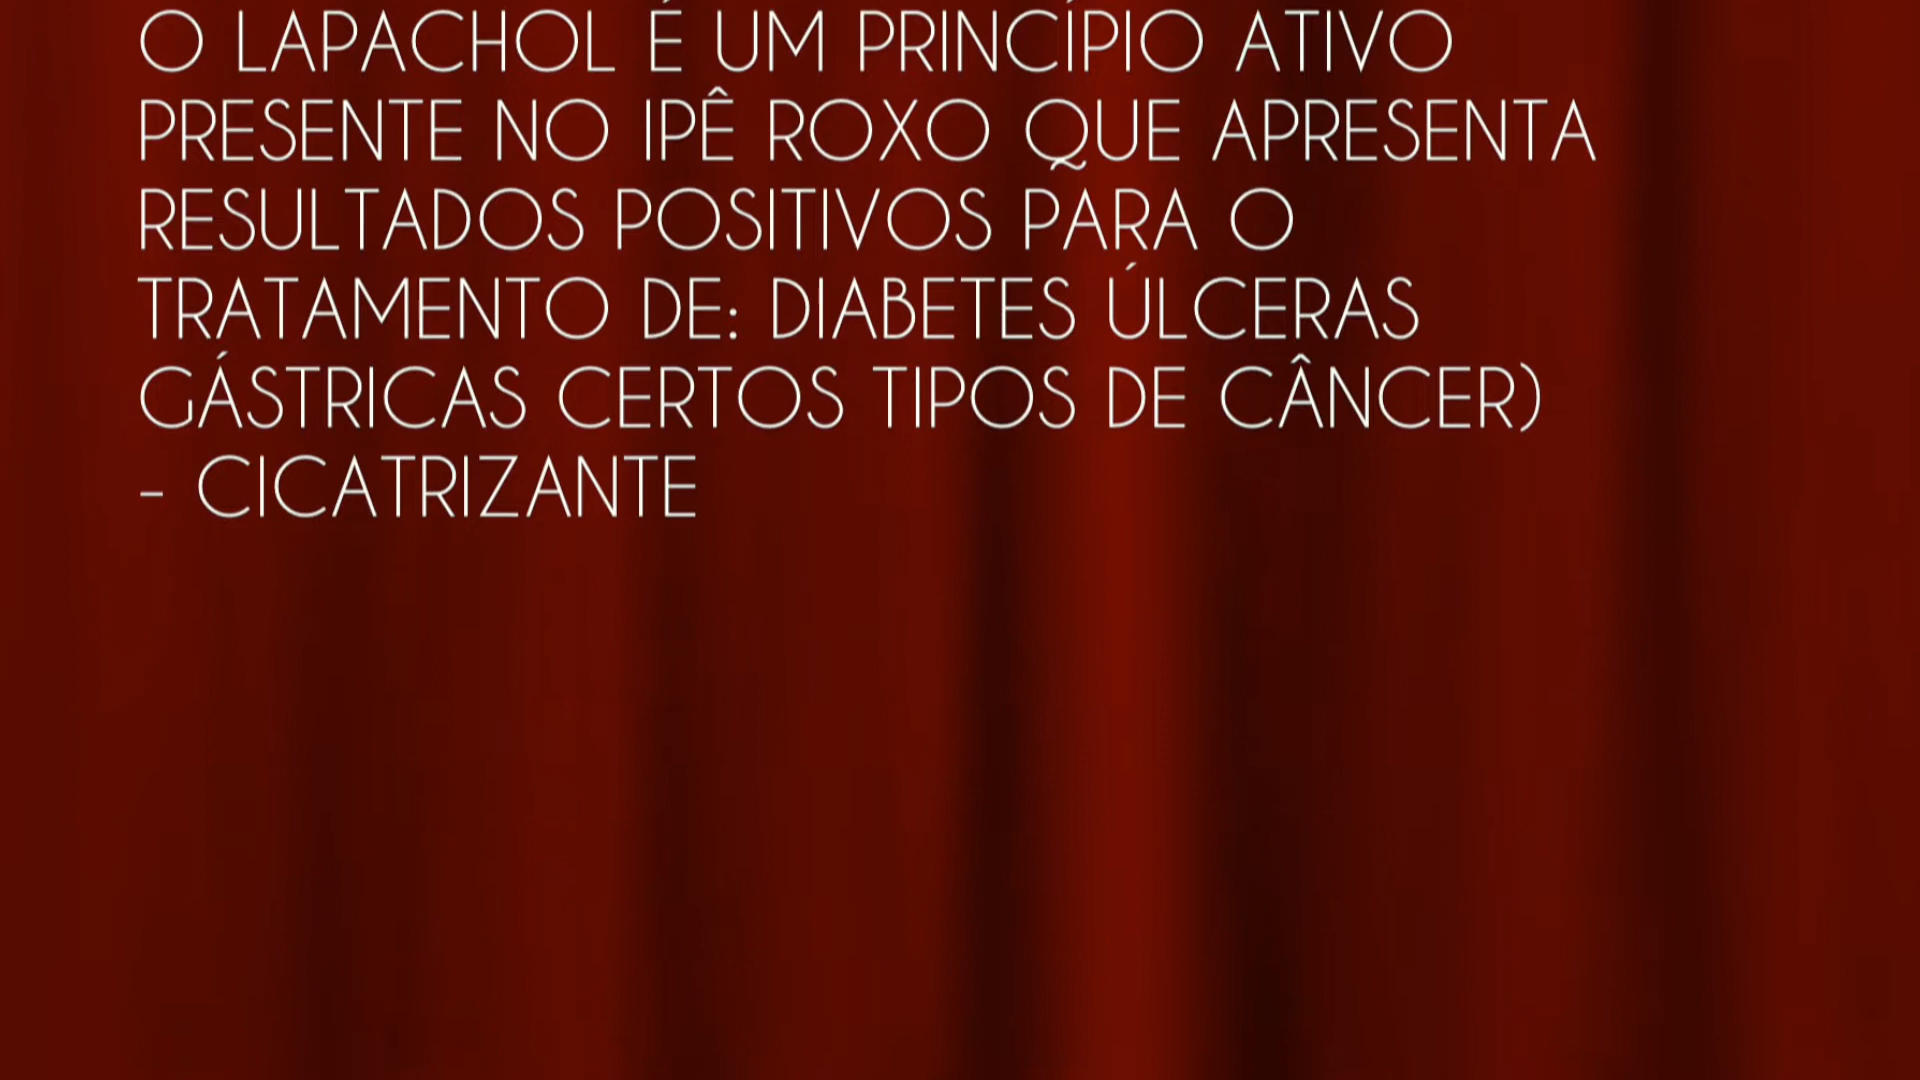 O LAPACHOL É UM PRINCÍPIO ATIVO
PRESENTE NO IPÊ ROXO QUE APRESENTA
RESULTADOS POSITIVOS PARA O
TRATAMENTO DE: DIABETES ÚLCERAS
GÁSTRICAS CERTOS TIPOS DE CÂNCER)
- CICATRIZANTE